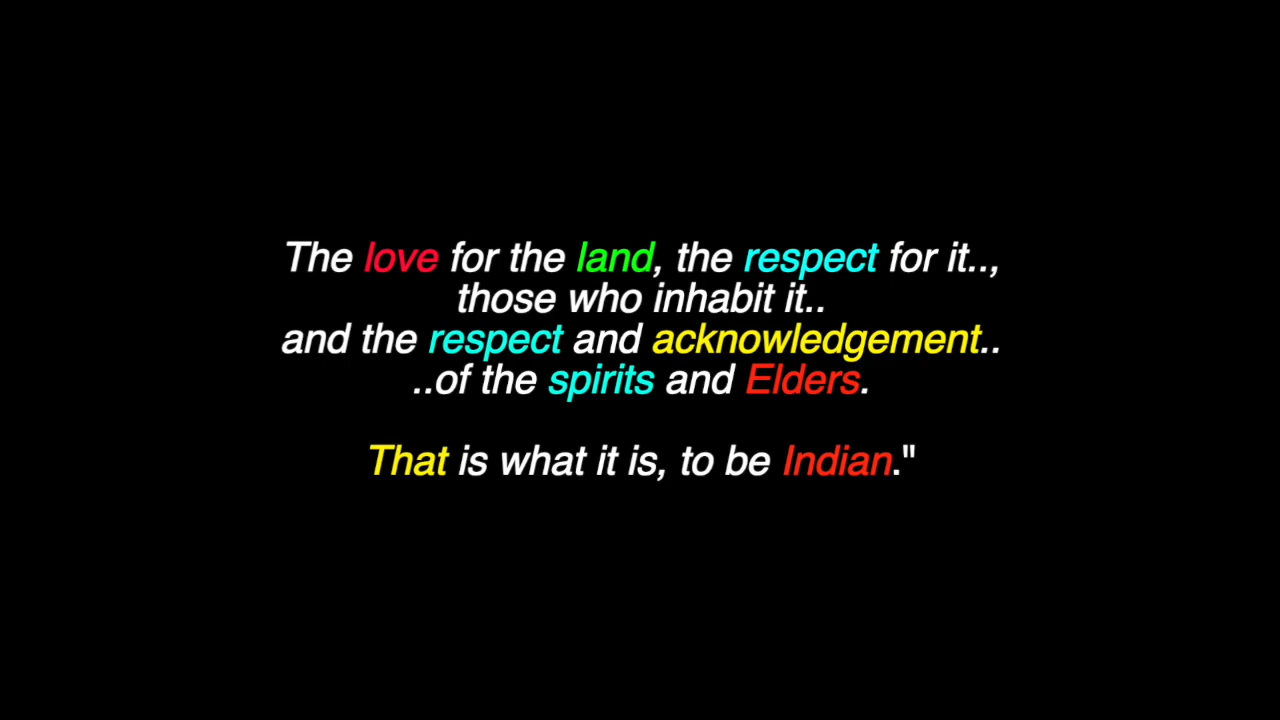 The love for the land, the respect for it..,
those who inhabit it..
and the respect and acknowledgement..
..of the spirits and Elders.
That is what it is, to be Indian."